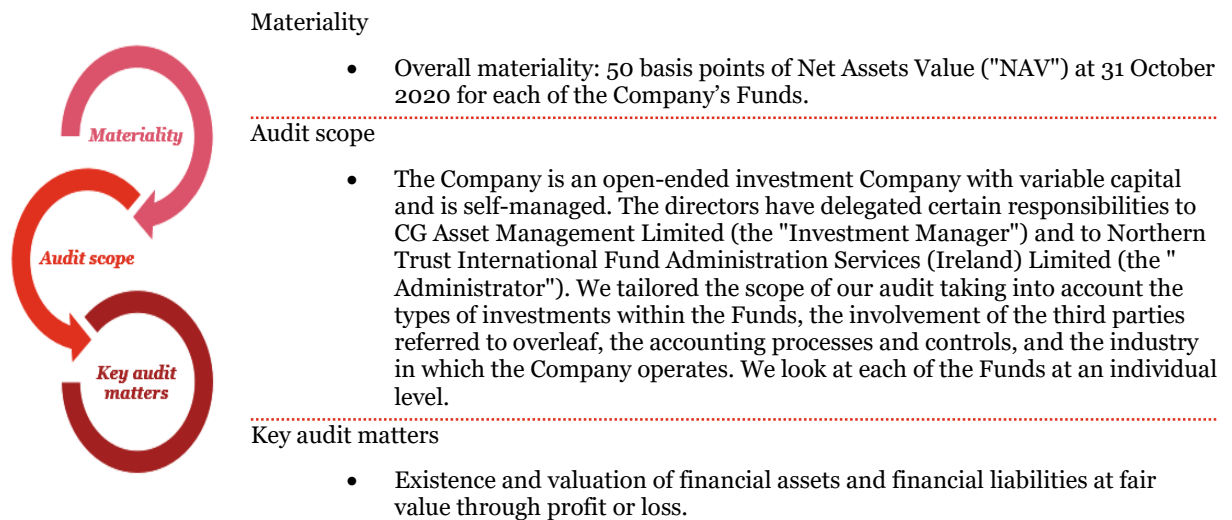 Materiality
• Overall materiality: 50 basis points of Net Assets Value ("NAV") at 31 October
2020 for each of the Company’s Funds.
Materiality
Audit scope
• The Company is an open-ended investment Company with variable capital
and is self-managed. The directors have delegated certain responsibilities to
CG Asset Management Limited (the "Investment Manager") and to Northern
Trust International Fund Administration Services (Ireland) Limited (the "
Administrator"). We tailored the scope of our audit taking into account the
types of investments within the Funds, the involvement of the third parties
referred to overleaf, the accounting processes and controls, and the industry
in which the Company operates. We look at each of the Funds at an individual
level.
Audit scope
Key audit
matters
Key audit matters
• Existence and valuation of financial assets and financial liabilities at fair
value through profit or loss.